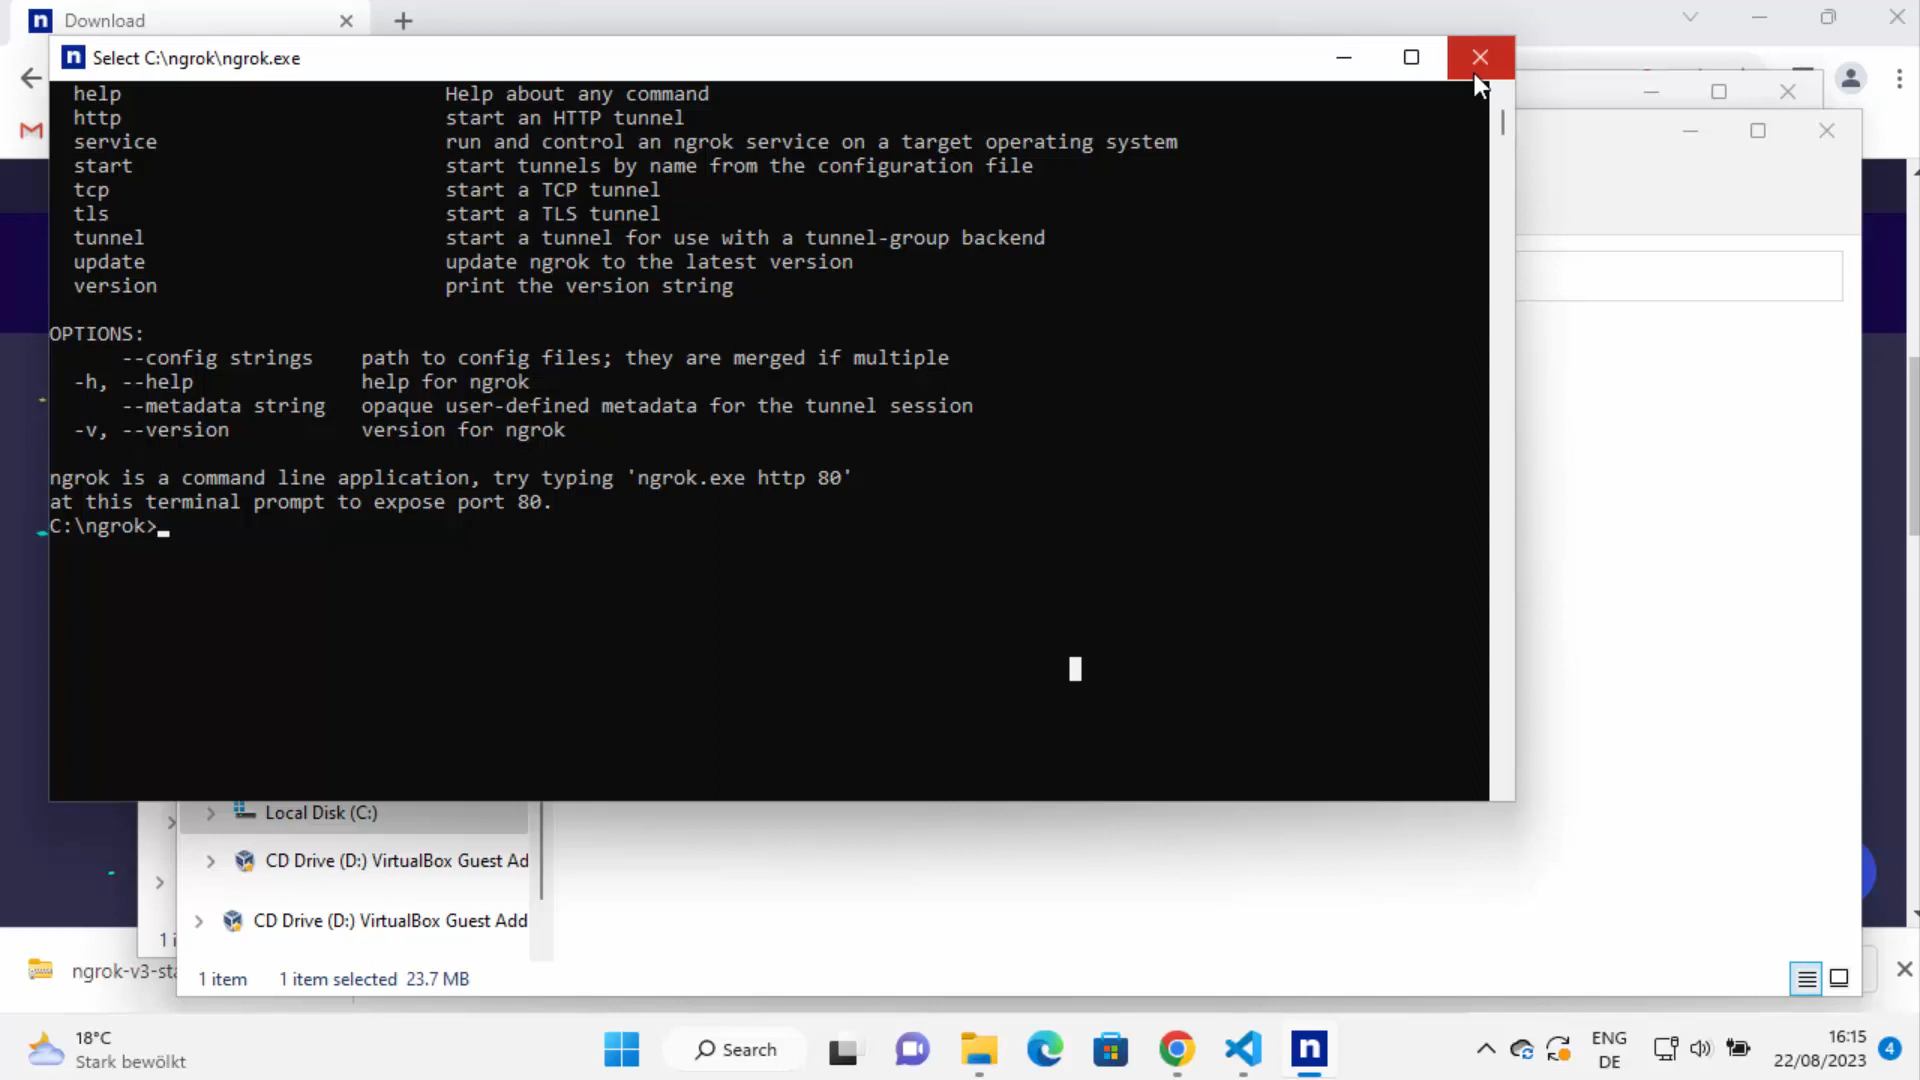 Download
Select C:\ngrok\ngrok.exe
help Help about any command
http start an HTTP tunnel
service run and control an ngrok service on a target operating system
start start tunnels by name from the configuration file
tcp start a TCP tunnel
tls start a TLS tunnel
tunnel start a tunnel for use with a tunnel-group backend
update update ngrok to the latest version
version print the version string
OPTIONS:
--config strings path to config files; they are merged if multiple
-h, --help help for ngrok
--metadata string opaque user-defined metadata for the tunnel session
-v, --version version for ngrok
ngrok is a command line application, try typing 'ngrok.exe http 80'
at this terminal prompt to expose port 80.
C:\ngrok>
Local Disk (C:)
CD Drive (D:) VirtualBox Guest Ad
CD Drive (D:) VirtualBox Guest Add
1 i
ngrok-v3-sta
1 item 1 item selected 23.7 MB
18°C
Stark bewölkt
Search
ENG
DE
16:15
22/08/2023
4